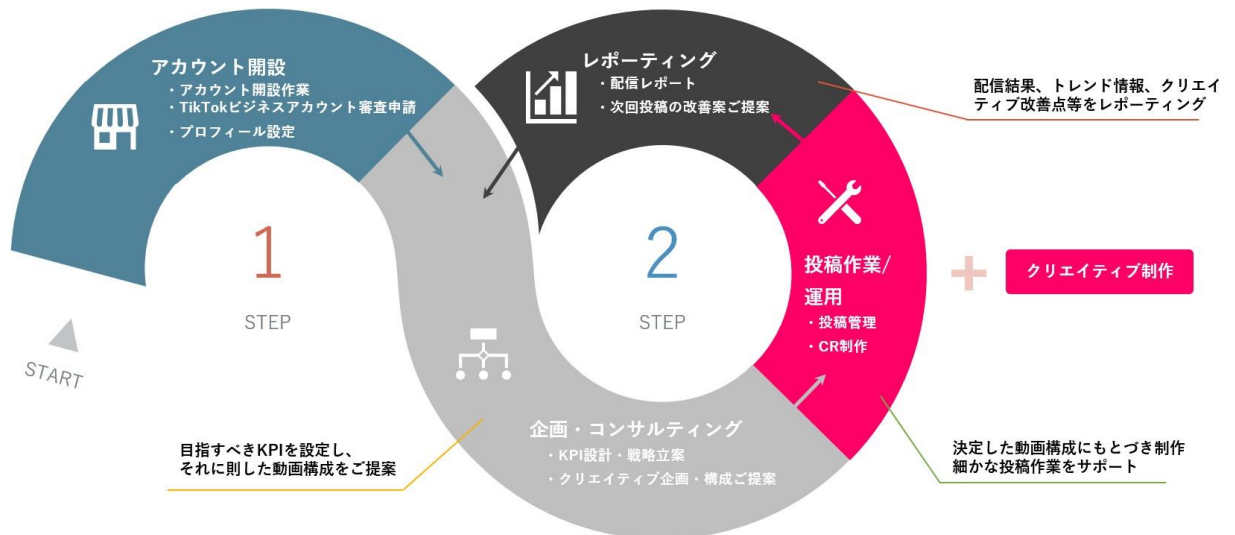 アカウント開設
・アカウント開設作業
・TikTokビジネスアカウント審査申請
・プロフィール設定
1
STEP
START
レポーティング
・配信レポート
・次回投稿の改善案ご提案
配信結果、トレンド情報、クリエイ
ティブ改善点等をレポーティング
2
STEP
投稿作業/
運用
・投稿管理
・CR制作
+
クリエイティブ制作
企画・コンサルティング
・KPI設計・戦略立案
・クリエイティブ企画・構成ご提案
目指すべきKPIを設定し、
それに則した動画構成をご提案
決定した動画構成にもとづき制作
細かな投稿作業をサポート